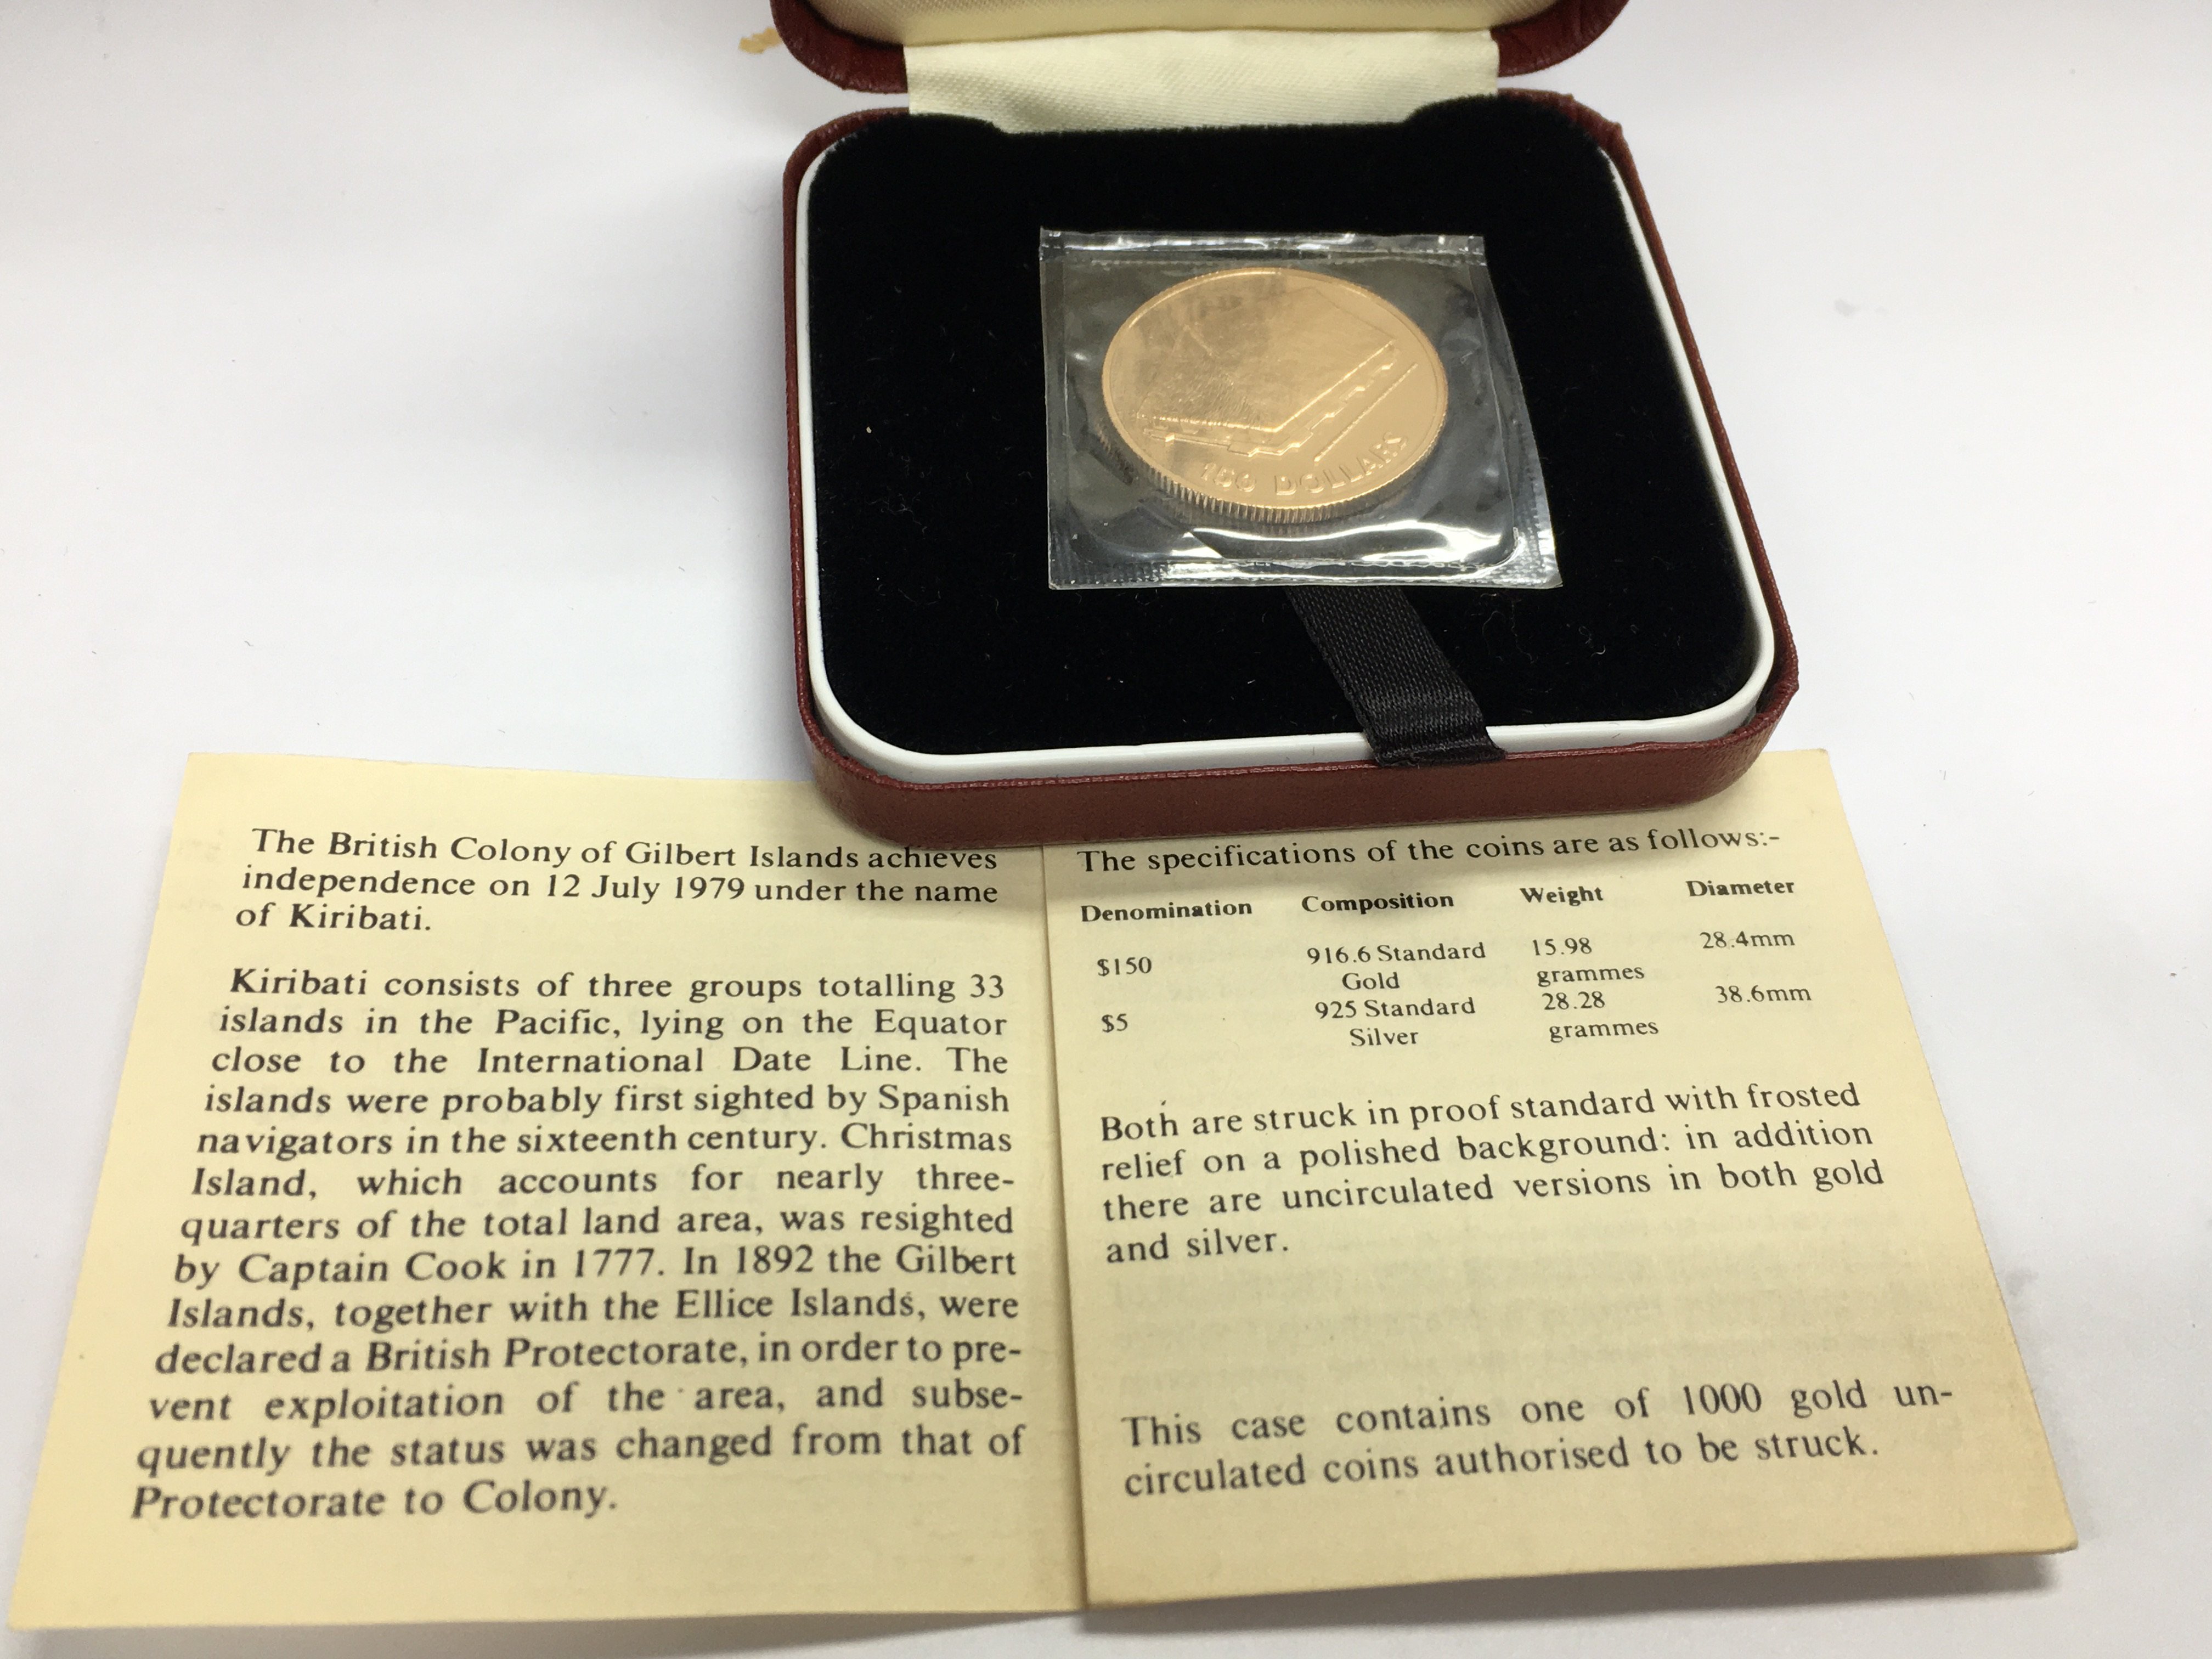 150 DOLLARS
The British Colony of Gilbert Islands achieves
independence on 12 July 1979 under the name
of Kiribati.
Kiribati consists of three groups totalling 33
islands in the Pacific, lying on the Equator
close to the International Date Line. The
islands were probably first sighted by Spanish
navigators in the sixteenth century. Christmas
Island, which accounts for nearly three-
quarters of the total land area, was resighted
by Captain Cook in 1777. In 1892 the Gilbert
Islands, together with the Ellice Islands, were
declared a British Protectorate, in order to pre-
vent exploitation of the area, and subse-
quently the status was changed from that of
Protectorate to Colony.
The specifications of the coins are as follows:-
Denomination Composition Weight Diameter
$150 916.6 Standard 15.98 28.4mm
Gold grammes
$5 925 Standard 28.28 38.6mm
Silver grammes
Both are struck in proof standard with frosted
relief on a polished background: in addition
there are uncirculated versions in both gold
and silver.
This case contains one of 1000 gold un-
circulated coins authorised to be struck.